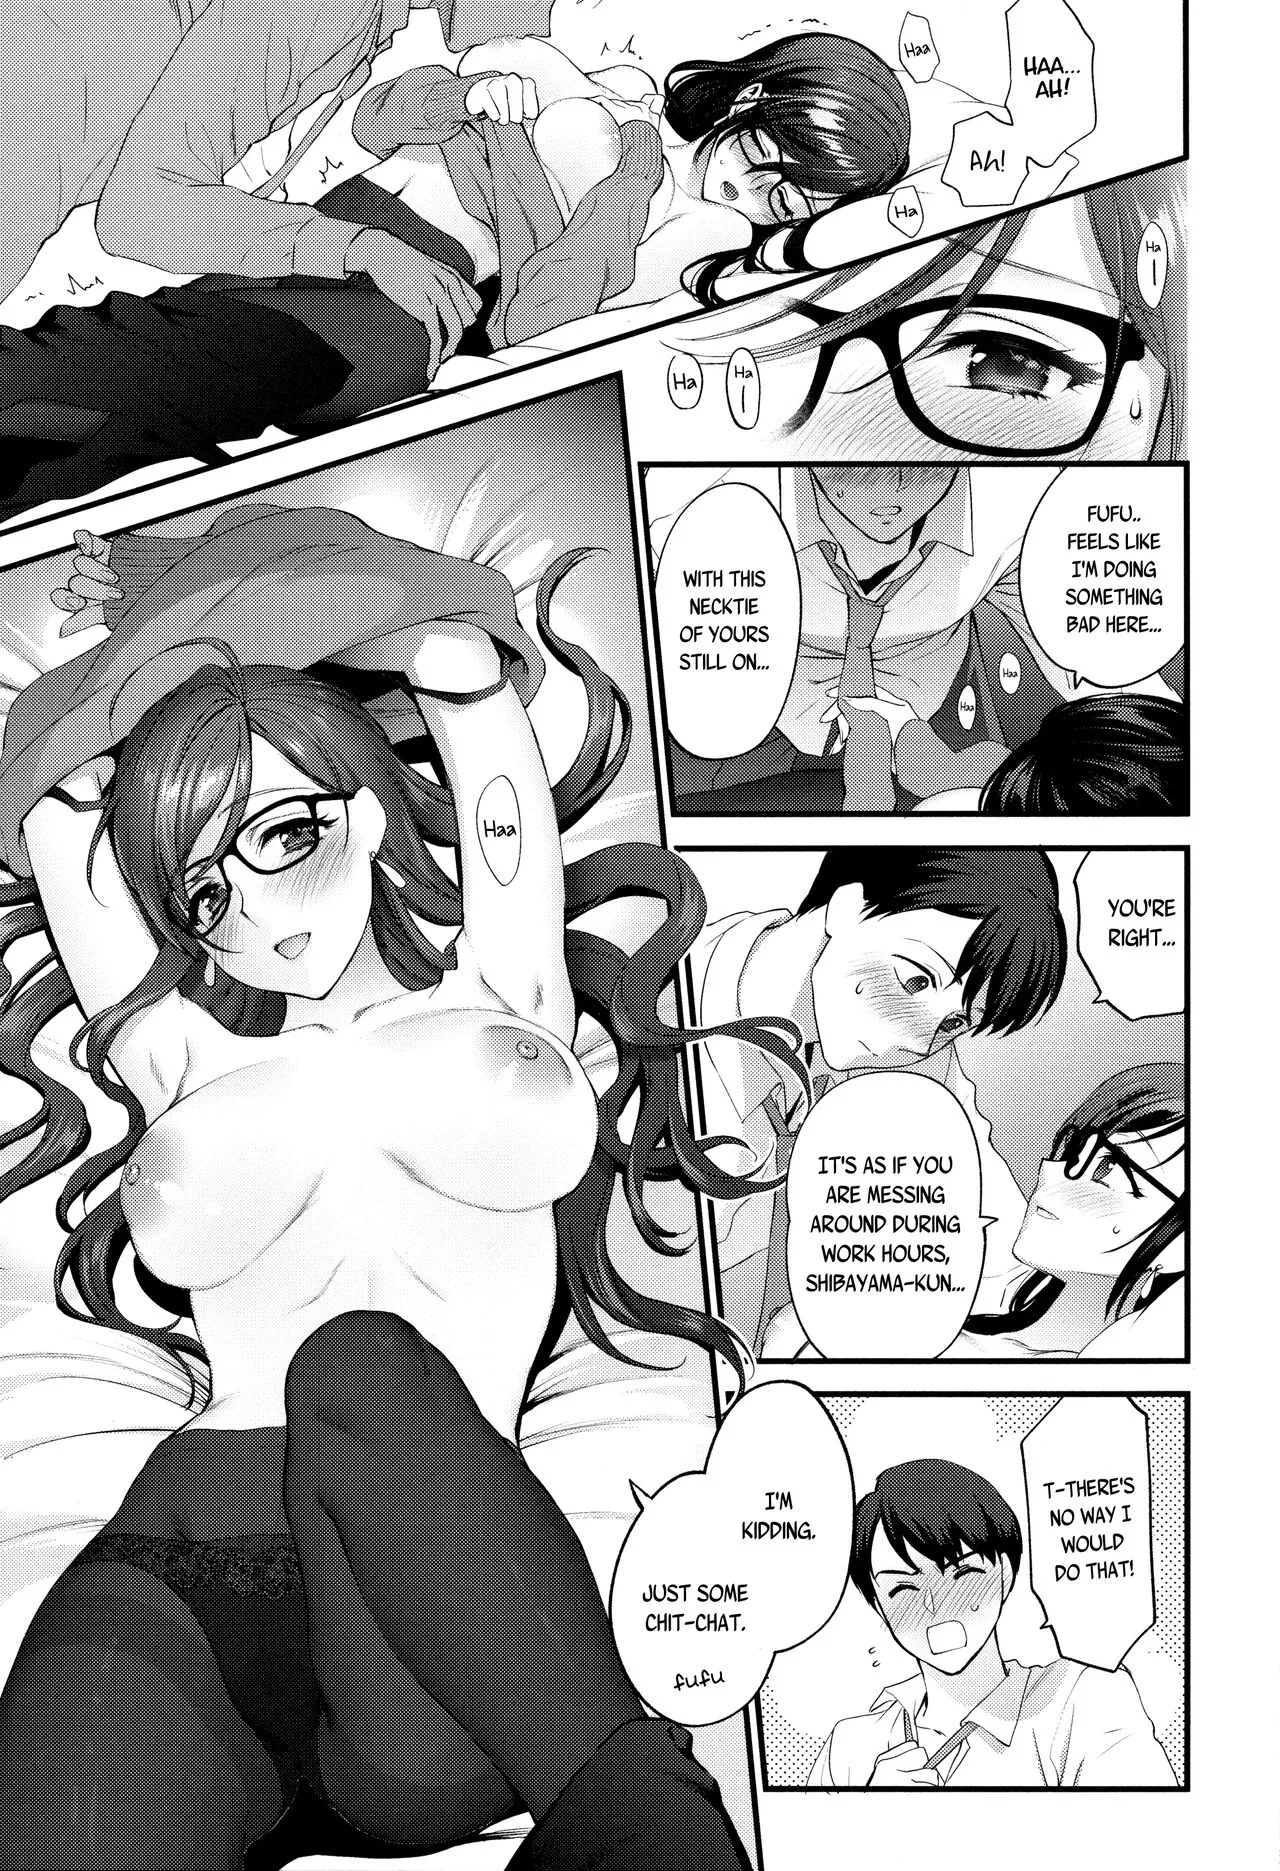 HAA...
AH!
Ah!
Haa
Haa
Ha
Ha
Ha
Ha
FUFU..
FEELS LIKE
I'M DOING
SOMETHING
BAD HERE...
WITH THIS
NECKTIE
OF YOURS
STILL ON...
Haa
Haa
YOU'RE
RIGHT...
IT'S AS IF YOU
ARE MESSING
AROUND DURING
WORK HOURS,
SHIBAYAMA-KUN...
T-THERE'S
NO WAY I
WOULD
DO THAT!
I'M
KIDDING.
JUST SOME
CHIT-CHAT.
fufu
Haa